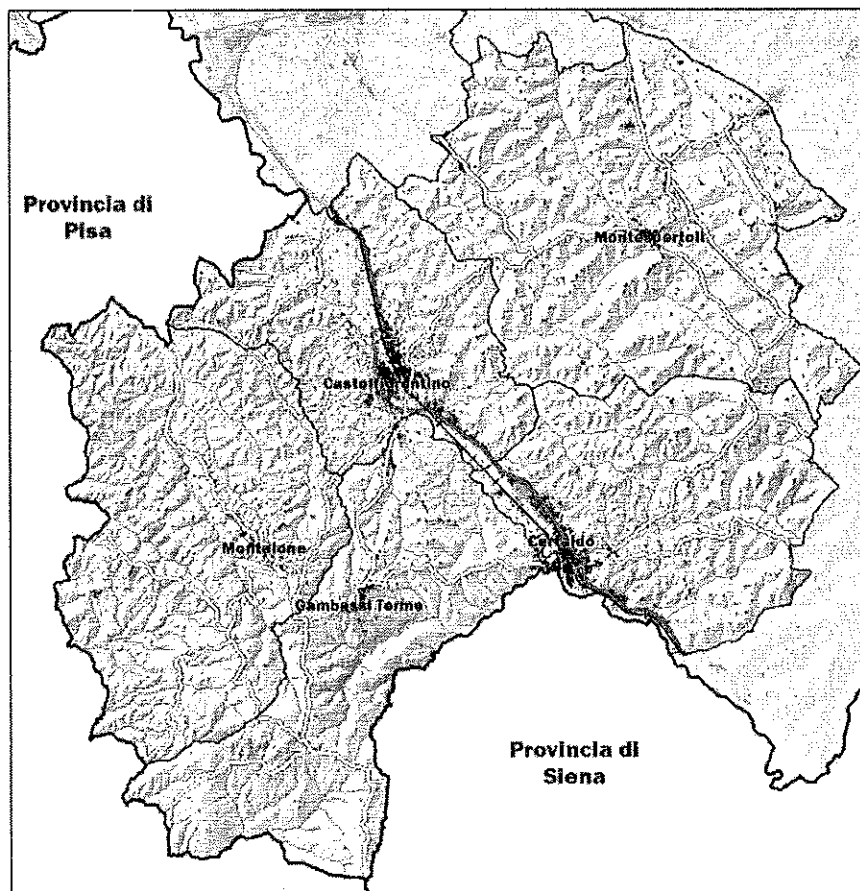 Provincia di
Pisa
Montespertoli
Castelfiorentino
Certaldo
Montaione
Gambassi Terme
Provincia di
Siena